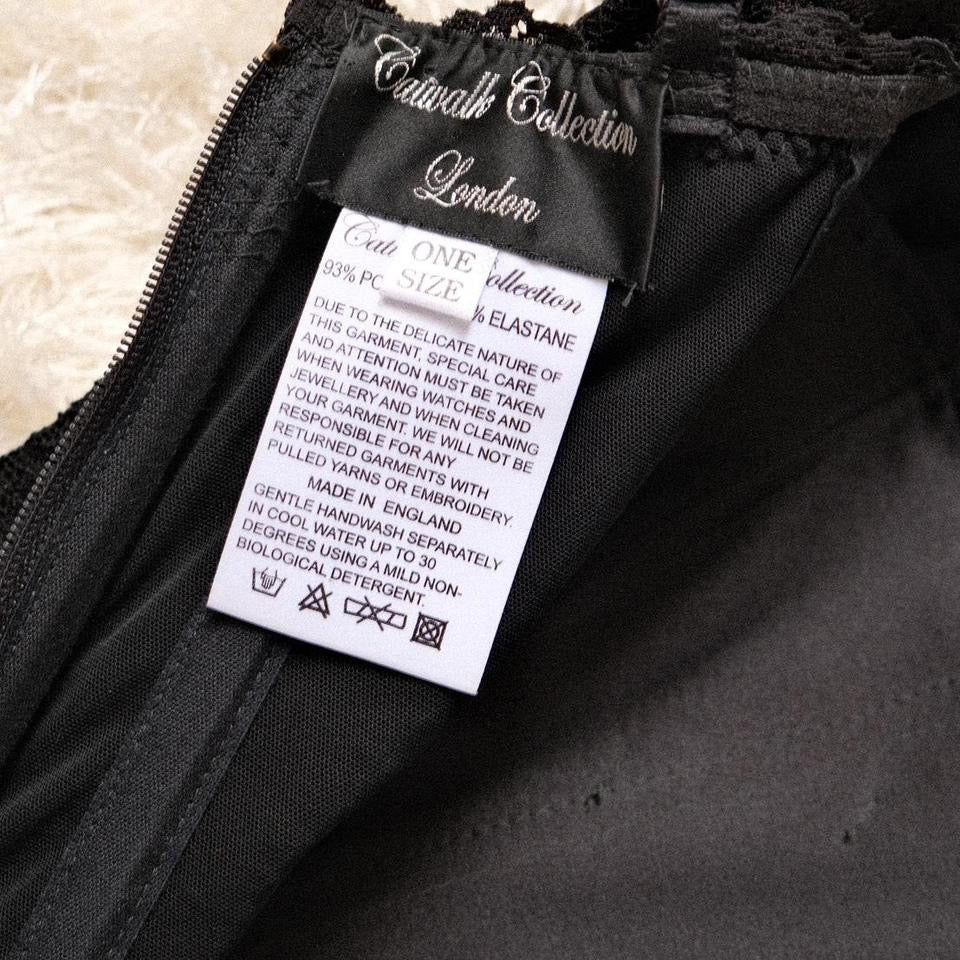 Catwalk Collection
London
ONE
SIZE
Collection
93%
% ELASTANE
DUE TO THE DELICATE NATURE OF
THIS GARMENT, SPECIAL CARE
AND ATTENTION MUST BE TAKEN
WHEN WEARING WATCHES AND
JEWELLERY AND WHEN CLEANING
YOUR GARMENT. WE WILL NOT BE
RESPONSIBLE FOR ANY
RETURNED GARMENTS WITH
PULLED YARNS OR EMBROIDERY.
MADE IN ENGLAND
GENTLE HANDWASH SEPARATELY
IN COOL WATER UP TO 30
DEGREES USING A MILD NON-
BIOLOGICAL DETERGENT.